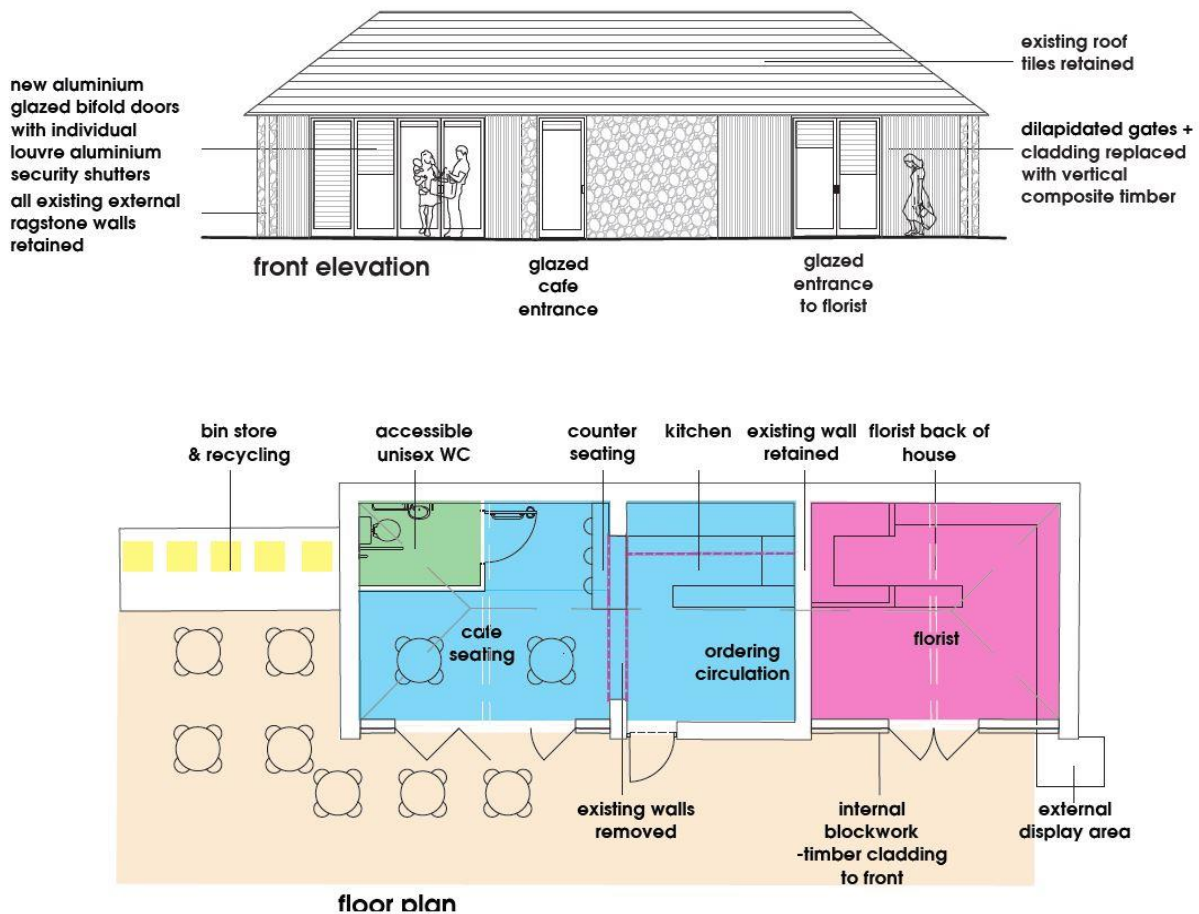 existing roof
tiles retained
new aluminium
glazed bifold doors
with individual
louvre aluminium
security shutters
all existing external
ragstone walls
retained
dilapidated gates +
cladding replaced
with vertical
composite timber
front elevation
glazed
cafe
entrance
glazed
entrance
to florist
bin store
& recycling
accessible
unisex WC
counter
seating
kitchen
existing wall
retained
florist back of
house
cafe
seating
ordering
circulation
florist
existing walls
removed
internal
blockwork
-timber cladding
to front
external
display area
floor plan